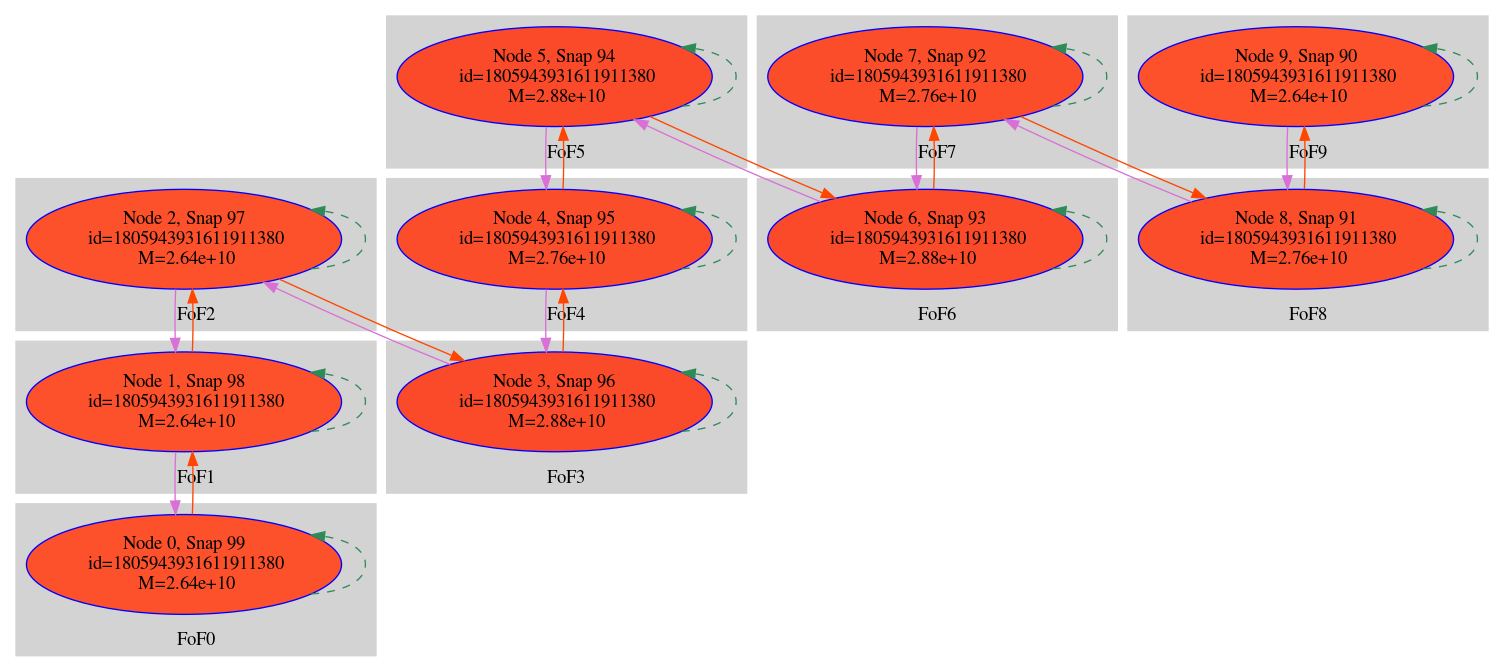 Node 5, Snap 94
id=1805943931611911380
M=2.88e+10
FoF5
Node 7, Snap 92
id=1805943931611911380
M=2.76e+10
FoF7
Node 9, Snap 90
id=1805943931611911380
M=2.64e+10
FoF9
Node 2, Snap 97
id=1805943931611911380
M=2.64e+10
FoF2
Node 4, Snap 95
id=1805943931611911380
M=2.76e+10
FoF4
Node 6, Snap 93
id=1805943931611911380
M=2.88e+10
FoF6
Node 8, Snap 91
id=1805943931611911380
M=2.76e+10
FoF8
Node 1, Snap 98
id=1805943931611911380
M=2.64e+10
FoF1
Node 3, Snap 96
id=1805943931611911380
M=2.88e+10
FoF3
Node 0, Snap 99
id=1805943931611911380
M=2.64e+10
FoF0